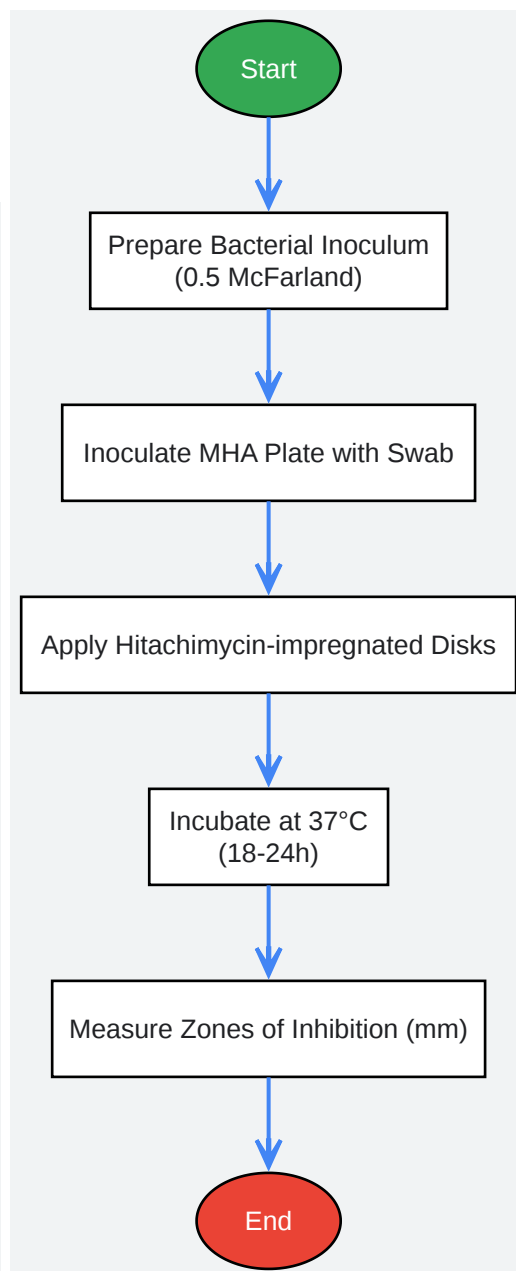 Start
Prepare Bacterial Inoculum
(0.5 McFarland)
Inoculate MHA Plate with Swab
Apply Hitachimycin-impregnated Disks
Incubate at 37°C
(18-24h)
Measure Zones of Inhibition (mm)
End